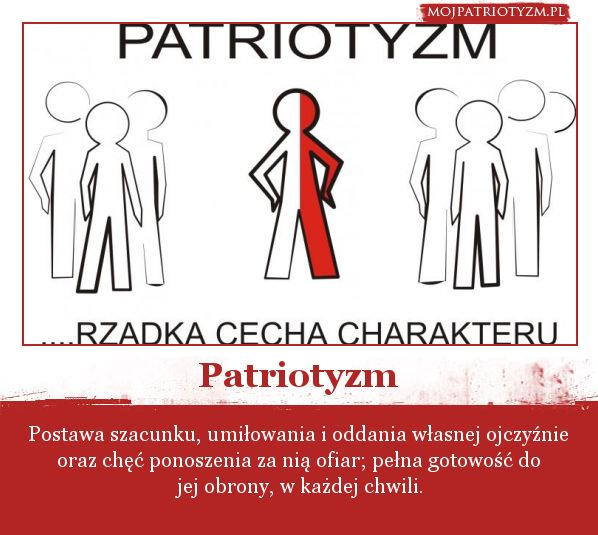 MOJPATRIOTYZM.PL
PATRIOTYZM
....RZADKA CECHA CHARAKTERU
Patriotyzm
Postawa szacunku, umiłowania i oddania własnej ojczyźnie
oraz chęć ponoszenia za nią ofiar; pełna gotowość do
jej obrony, w każdej chwili.